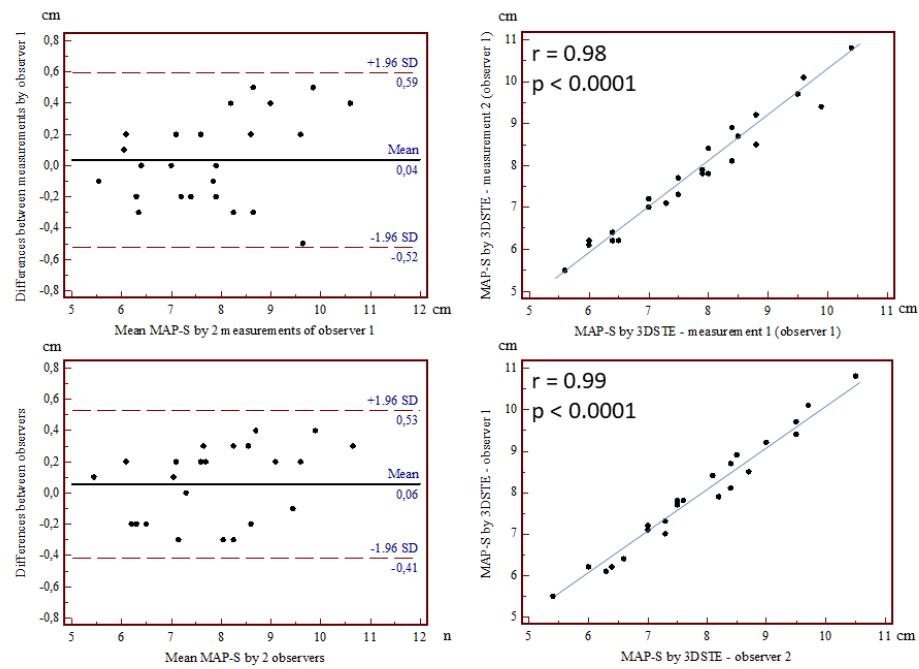 cm
Differences between measurements by observer 1
0,8
0,6
0,4
0,2
0,0
-0,2
-0,4
-0,6
-0,8
+1.96 SD
0,59
Mean
0,04
-1.96 SD
-0,52
5 6 7 8 9 10 11 12 cm
Mean MAP-S by 2 measurements of observer 1
cm
MAP-S by 3DSTE - measurement 2 (observer 1)
r = 0.98
p < 0.0001
11
10
9
8
7
6
5
5 6 7 8 9 10 11 cm
MAP-S by 3DSTE - measurement 1 (observer 1)
cm
Differences between observers
0,8
0,6
0,4
0,2
0,0
-0,2
-0,4
-0,6
-0,8
+1.96 SD
0,53
Mean
0,06
-1.96 SD
-0,41
5 6 7 8 9 10 11 12 n
Mean MAP-S by 2 observers
cm
MAP-S by 3DSTE - observer 1
r = 0.99
p < 0.0001
11
10
9
8
7
6
5
5 6 7 8 9 10 11 cm
MAP-S by 3DSTE - observer 2